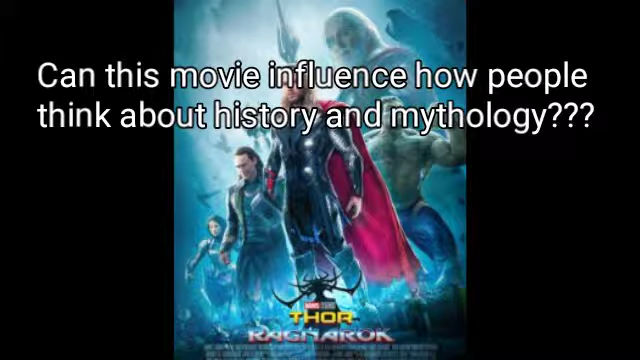 Can this movie influence how people
think about history and mythology???
MARVEL STUDIOS
THOR
RAGNAROK